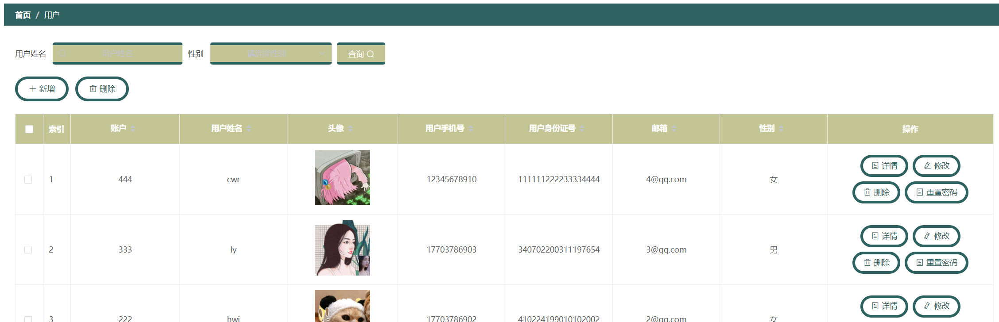 首页 / 用户
用户姓名 用户姓名 性别 请选择性别 查询
新增 删除
索引 账户 用户姓名 头像 用户手机号 用户身份证号 邮箱 性别 操作
1 444 cwr 12345678910 111111222233334444 4@qq.com 女 详情 修改
删除 重置密码
2 333 ly 17703786903 340702200311197654 3@qq.com 男 详情 修改
删除 重置密码
3 222 hwj 17703786902 410224199010102002 2@qq.com 女 详情 修改